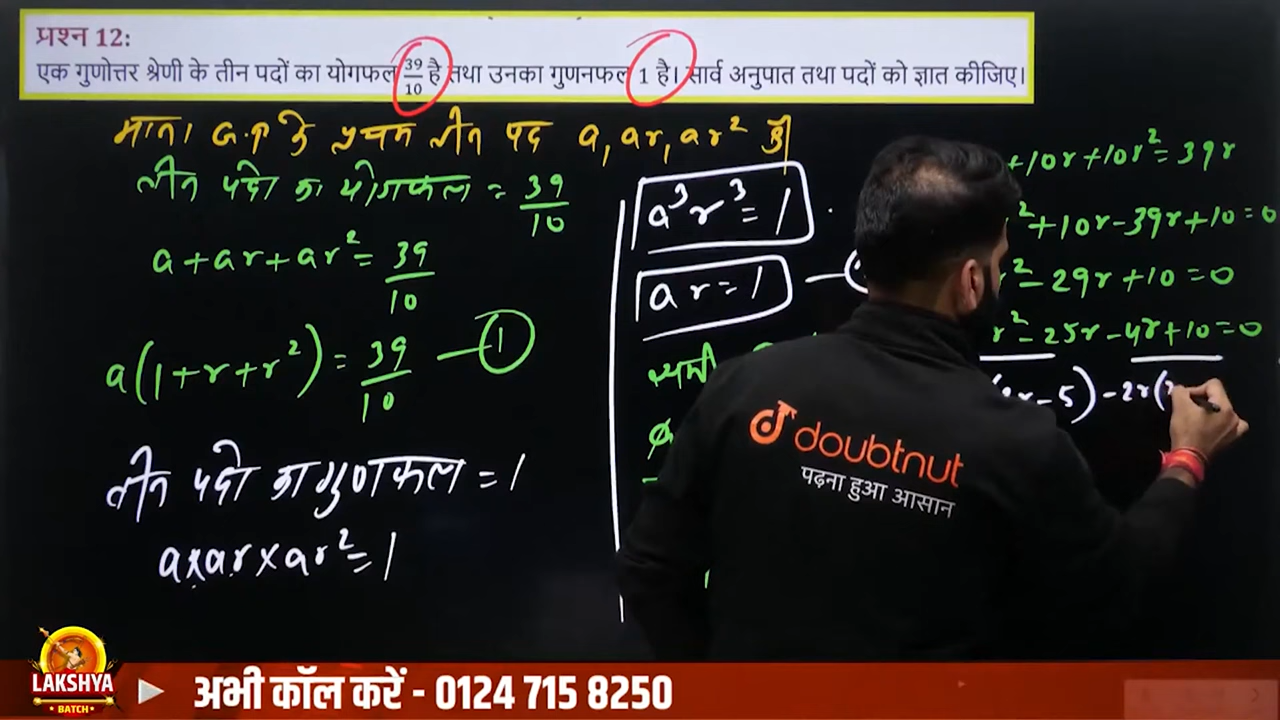 प्रश्न 12:
एक गुणोत्तर श्रेणी के तीन पदों का योगफल 39/10 है तथा उनका गुणनफल 1 है। सार्व अनुपात तथा पदों को ज्ञात कीजिए।
माना G.P के प्रथम तीन पद a, ar, ar² है
तीन पदो का योगफल = 39/10
a + ar + ar² = 39/10
a(1 + r + r²) = 39/10 — ①
तीन पदो का गुणनफल = 1
a × ar × ar² = 1
a³r³ = 1
ar = 1
+10r + 10r² = 39r
² + 10r - 39r + 10 = 0
r² - 29r + 10 = 0
r² - 25r - 4r + 10 = 0
- 5) - 2r(
doubtnut
पढ़ना हुआ आसान
LAKSHYA
BATCH
अभी कॉल करें - 0124 715 8250